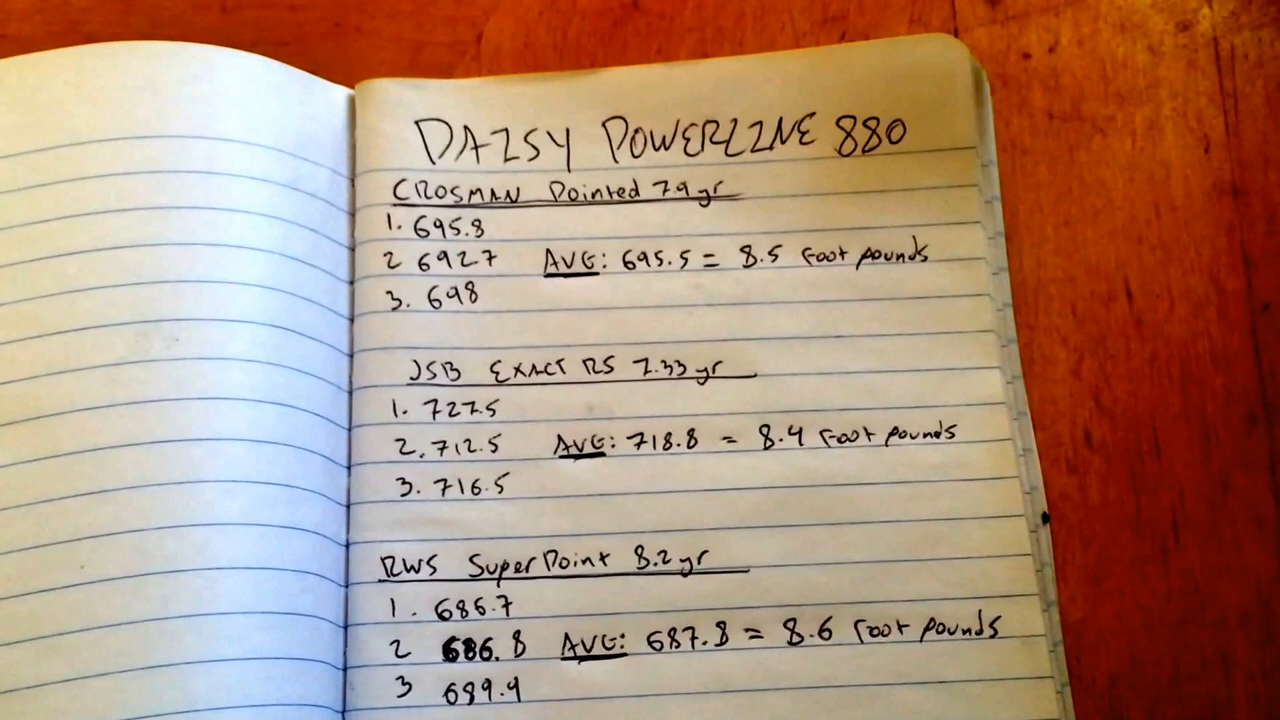 DAISY POWERLINE 880
CROSMAN Pointed 7.9 gr
1. 695.8
2 692.7 AVG: 695.5 = 8.5 Foot pounds
3. 698
JSB EXACT RS 7.33 gr
1. 727.5
2. 712.5 AVG: 718.8 = 8.4 Foot pounds
3. 716.5
RWS SuperPoint 8.2 gr
1. 686.7
2 686.8 AVG: 687.8 = 8.6 Foot pounds
3 689.9